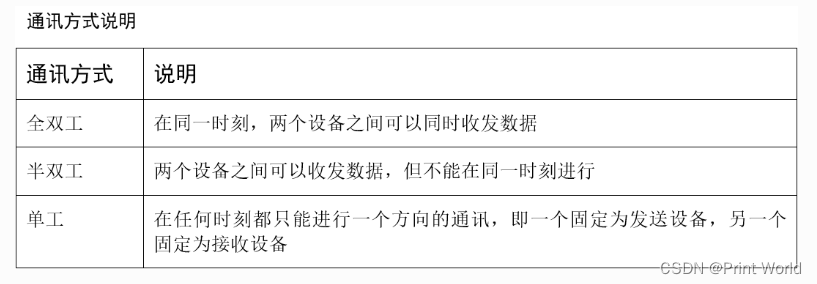 通讯方式说明
通讯方式 说明
全双工 在同一时刻，两个设备之间可以同时收发数据
半双工 两个设备之间可以收发数据，但不能在同一时刻进行
单工 在任何时刻都只能进行一个方向的通讯，即一个固定为发送设备，另一个
固定为接收设备
CSDN @Print World